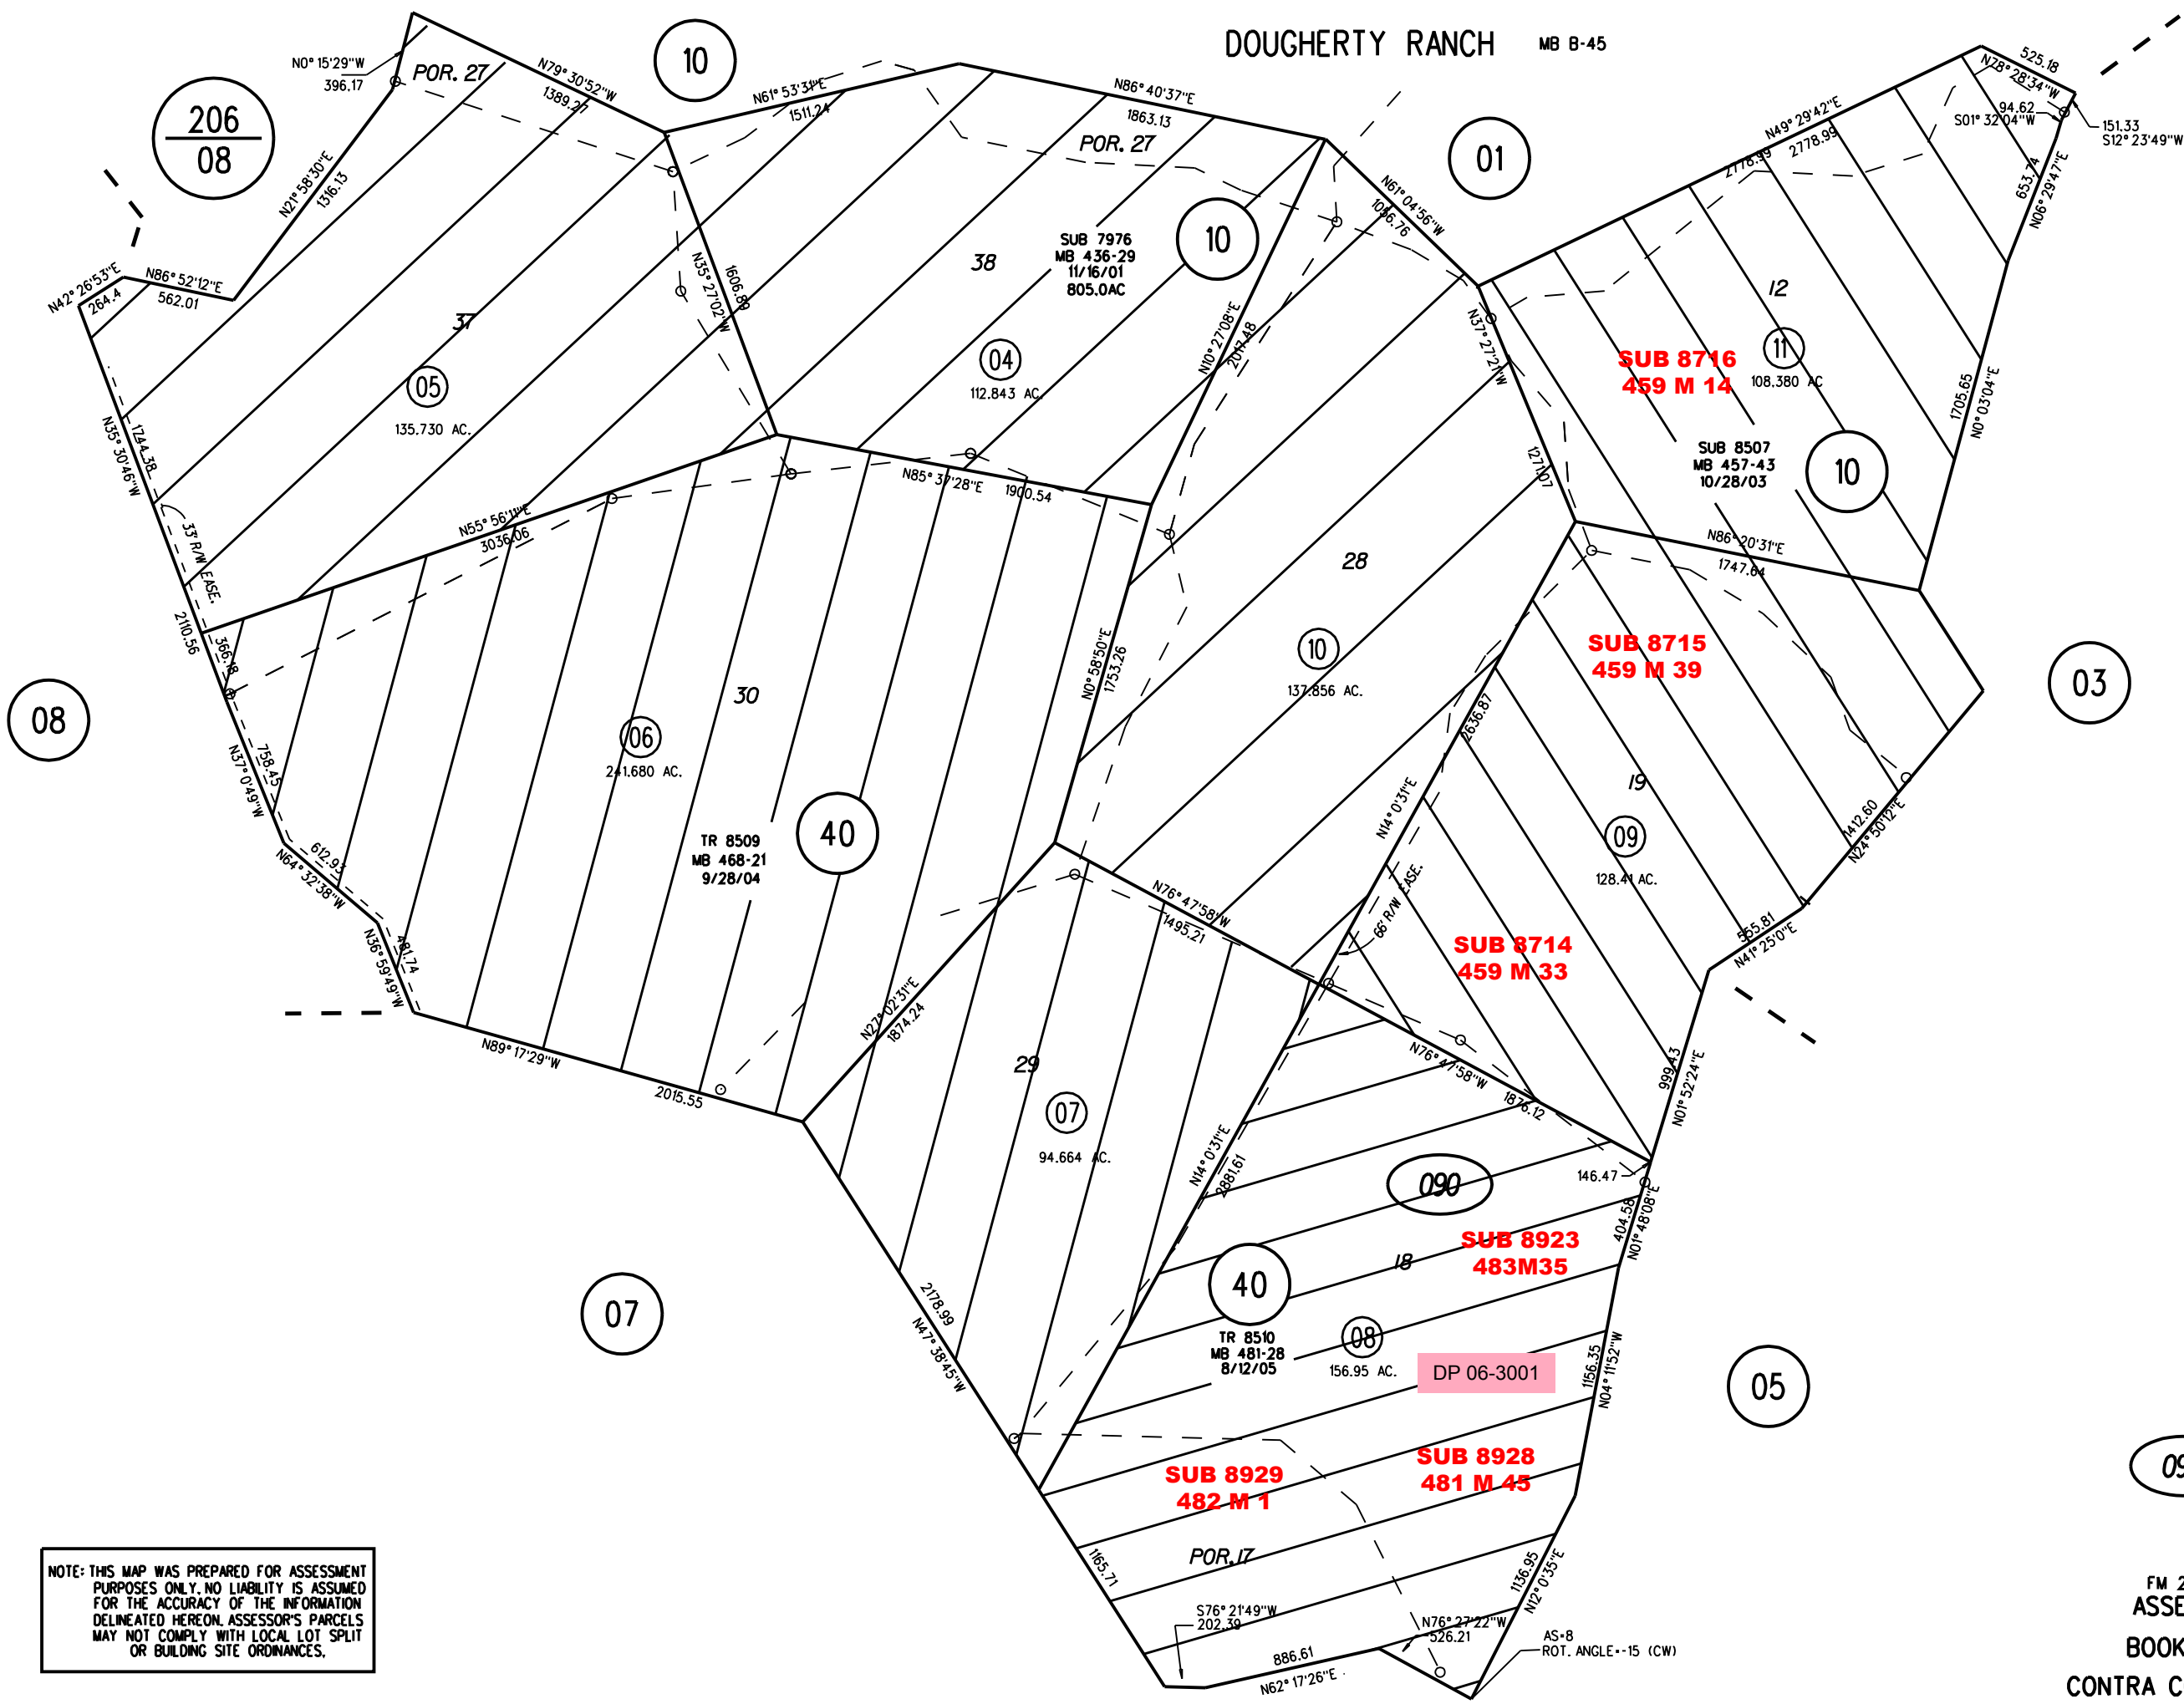 DOUGHERTY RANCH MB B-45
206
08
10
01
N0° 15'29"W
396.17
POR. 27
N79° 30'52"W
1389.27
N61° 53'31"E
1511.24
N86° 40'37"E
1863.13
POR. 27
N61° 04'56"W
1056.76
N49° 29'42"E
2778.99
2778.99
525.18
N78° 28'34"W
94.62
S01° 32'04"W
151.33
S12° 23'49"W
653.74
N06° 29'47"E
N21° 58'30"E
1316.13
N42° 26'53"E
264.4
N86° 52'12"E
562.01
37
05
135.730 AC.
N35° 27'02"W
1606.89
38
SUB 7976
MB 436-29
11/16/01
805.0AC
10
04
112.843 AC.
N10° 27'08"E
2017.48
N37° 27'21"W
1271.07
12
11
108.380 AC
SUB 8716
459 M 14
SUB 8507
MB 457-43
10/28/03
10
1705.65
N0° 03'04"E
N35° 30'46"W
1744.38
33' R/W EASE.
2110.56
366.18
N55° 56'11"E
3036.06
N85° 37'28"E
1900.54
28
10
137.856 AC.
N86° 20'31"E
1747.64
SUB 8715
459 M 39
03
08
30
06
241.680 AC.
N0° 58'50"E
1753.26
2636.87
N14° 0'31"E
19
09
128.41 AC.
1412.60
N24° 50'12"E
758.45
N37° 0'49"W
612.93
N64° 32'38"W
481.74
N36° 59'49"W
TR 8509
MB 468-21
9/28/04
40
N76° 47'58"W
1495.21
66' R/W EASE.
SUB 8714
459 M 33
555.81
N41° 25'0"E
N89° 17'29"W
2015.55
N27° 02'31"E
1874.24
29
07
94.664 AC.
N76° 47'58"W
1876.12
999.43
N01° 52'24"E
N14° 0'31"E
2881.61
090
146.47
404.58
N01° 48'08"E
SUB 8923
483M35
18
40
TR 8510
MB 481-28
8/12/05
08
156.95 AC.
DP 06-3001
1156.35
N04° 11'52"W
05
07
2178.99
N47° 38'45"W
SUB 8929
482 M 1
SUB 8928
481 M 45
POR. 17
1165.71
S76° 21'49"W
202.39
886.61
N62° 17'26"E
N76° 27'22"W
526.21
1136.95
N12° 0'35"E
AS=8
ROT. ANGLE=-15 (CW)
NOTE: THIS MAP WAS PREPARED FOR ASSESSMENT
PURPOSES ONLY. NO LIABILITY IS ASSUMED
FOR THE ACCURACY OF THE INFORMATION
DELINEATED HEREON. ASSESSOR'S PARCELS
MAY NOT COMPLY WITH LOCAL LOT SPLIT
OR BUILDING SITE ORDINANCES.
FM 2
ASSE
BOOK
CONTRA C